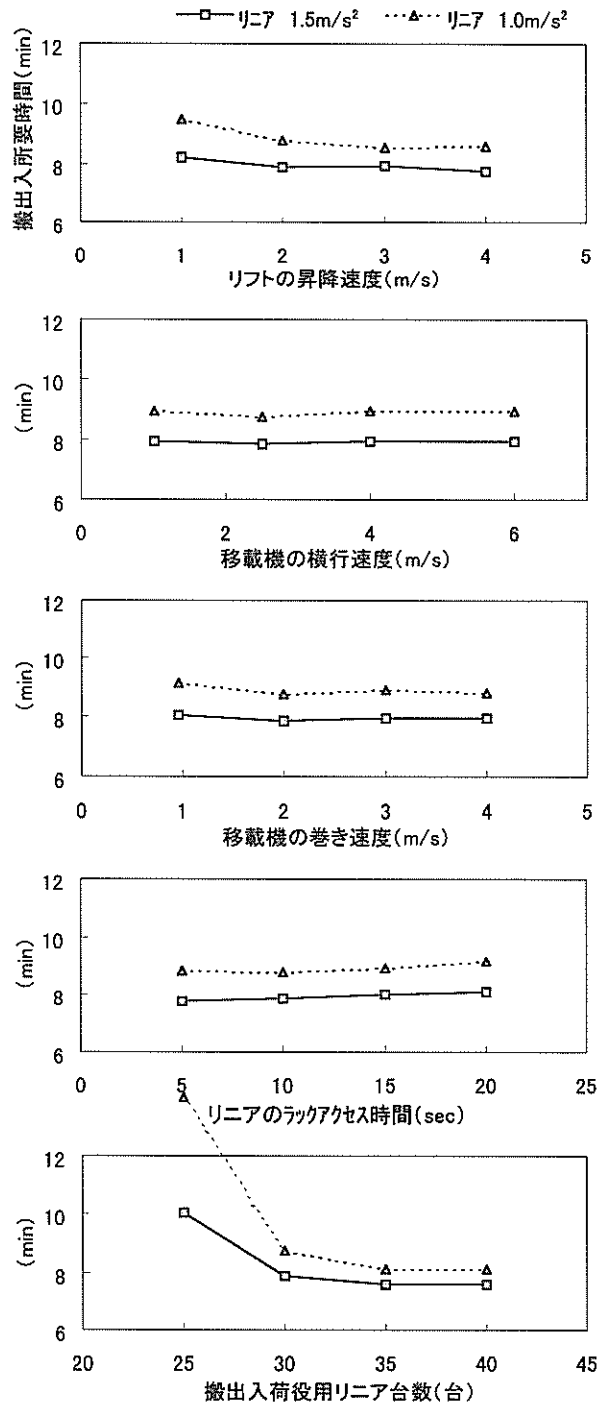 リニア 1.5m/s² リニア 1.0m/s²
搬出入所要時間(min)
12
10
8
6
0 1 2 3 4 5
リフトの昇降速度(m/s)
(min)
12
10
8
6
0 2 4 6
移載機の横行速度(m/s)
(min)
12
10
8
6
0 1 2 3 4 5
移載機の巻き速度(m/s)
(min)
12
10
8
6
0 5 10 15 20 25
リニアのラックアクセス時間(sec)
(min)
12
10
8
6
20 25 30 35 40 45
搬出入荷役用リニア台数(台)